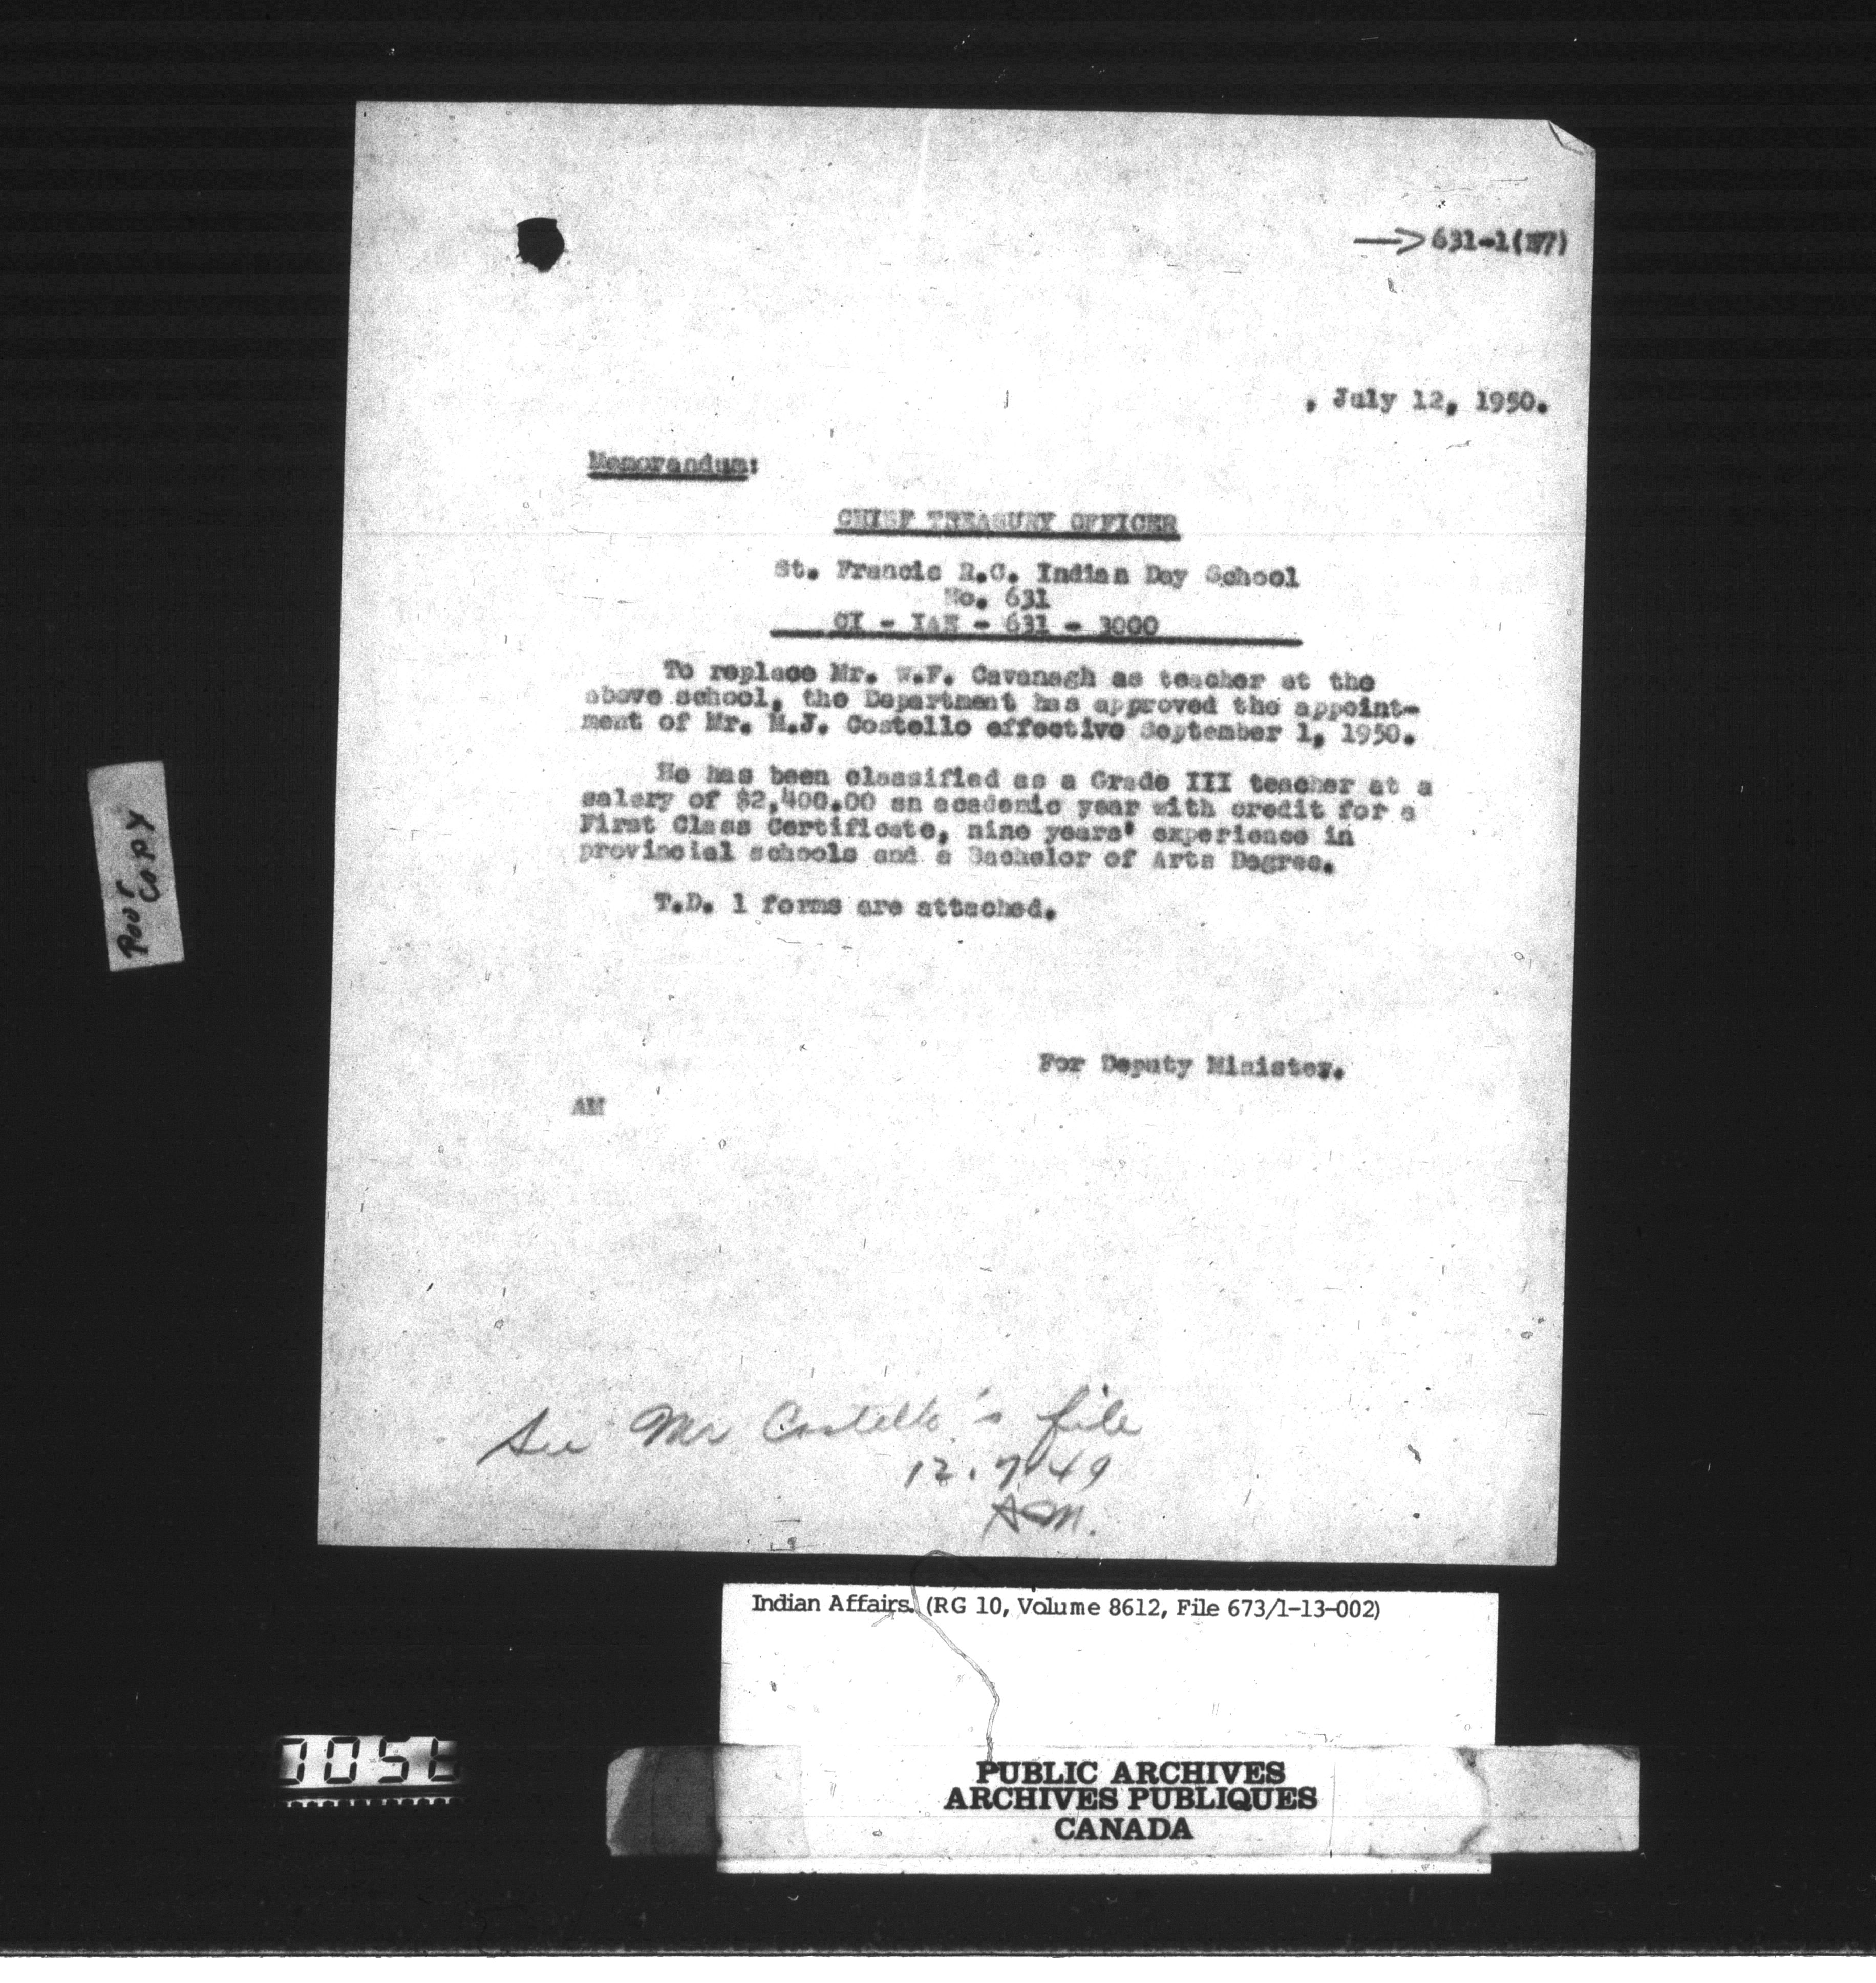 631-1(
, July 12, 1950.
Memorandum:
CHIEF TREASURY OFFICER
St. Francis R.C. Indian Day School
No. 631
CI - IAE - 631 - 3000
To replace Mr. W.F. Cavanagh as teacher at the
above school, the Department has approved the appoint-
ment of Mr. M.J. Costello effective September 1, 1950.
He has been classified as a Grade III teacher at a
salary of $2,400.00 an academic year with credit for a
First Class Certificate, nine years' experience in
provincial schools and a Bachelor of Arts Degree.
T.D. 1 forms are attached.
For Deputy Minister.
AM
Poor
Copy
See Mr. Costello's file
12.7.49
Indian Affairs. (RG 10, Volume 8612, File 673/1-13-002)
PUBLIC ARCHIVES
ARCHIVES PUBLIQUES
CANADA